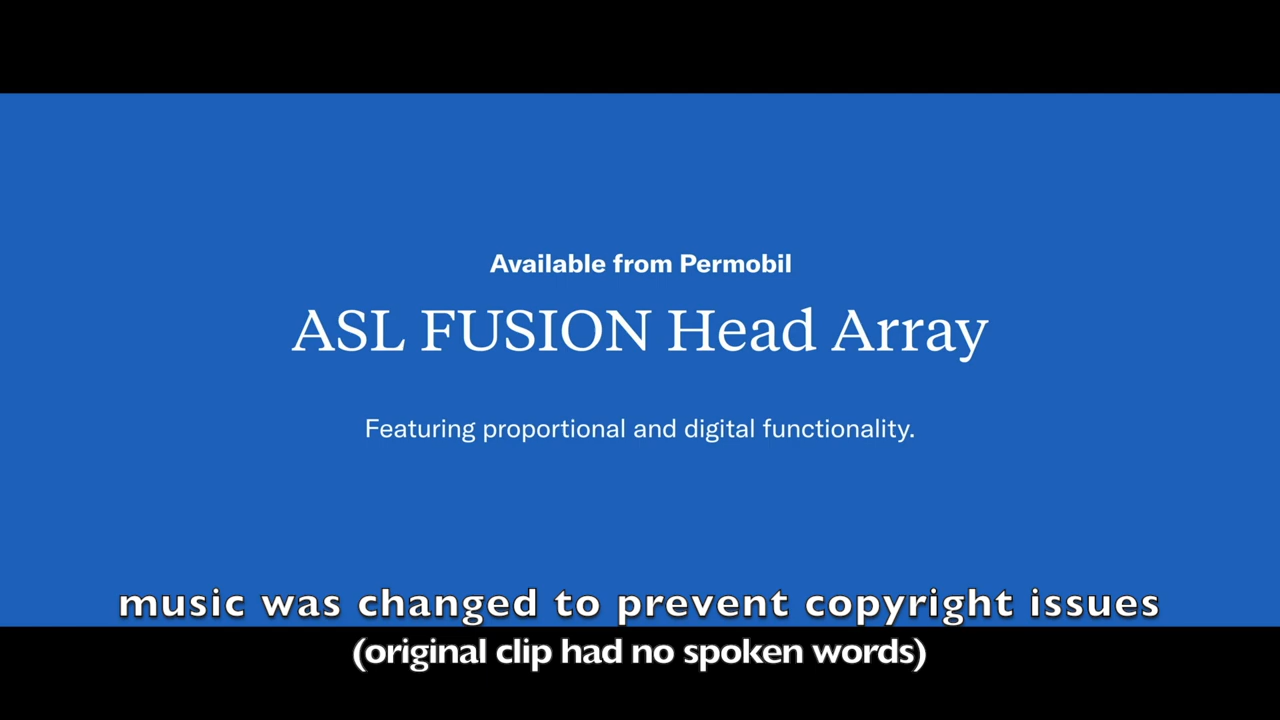 Available from Permobil
ASL FUSION Head Array
Featuring proportional and digital functionality.
music was changed to prevent copyright issues
(original clip had no spoken words)